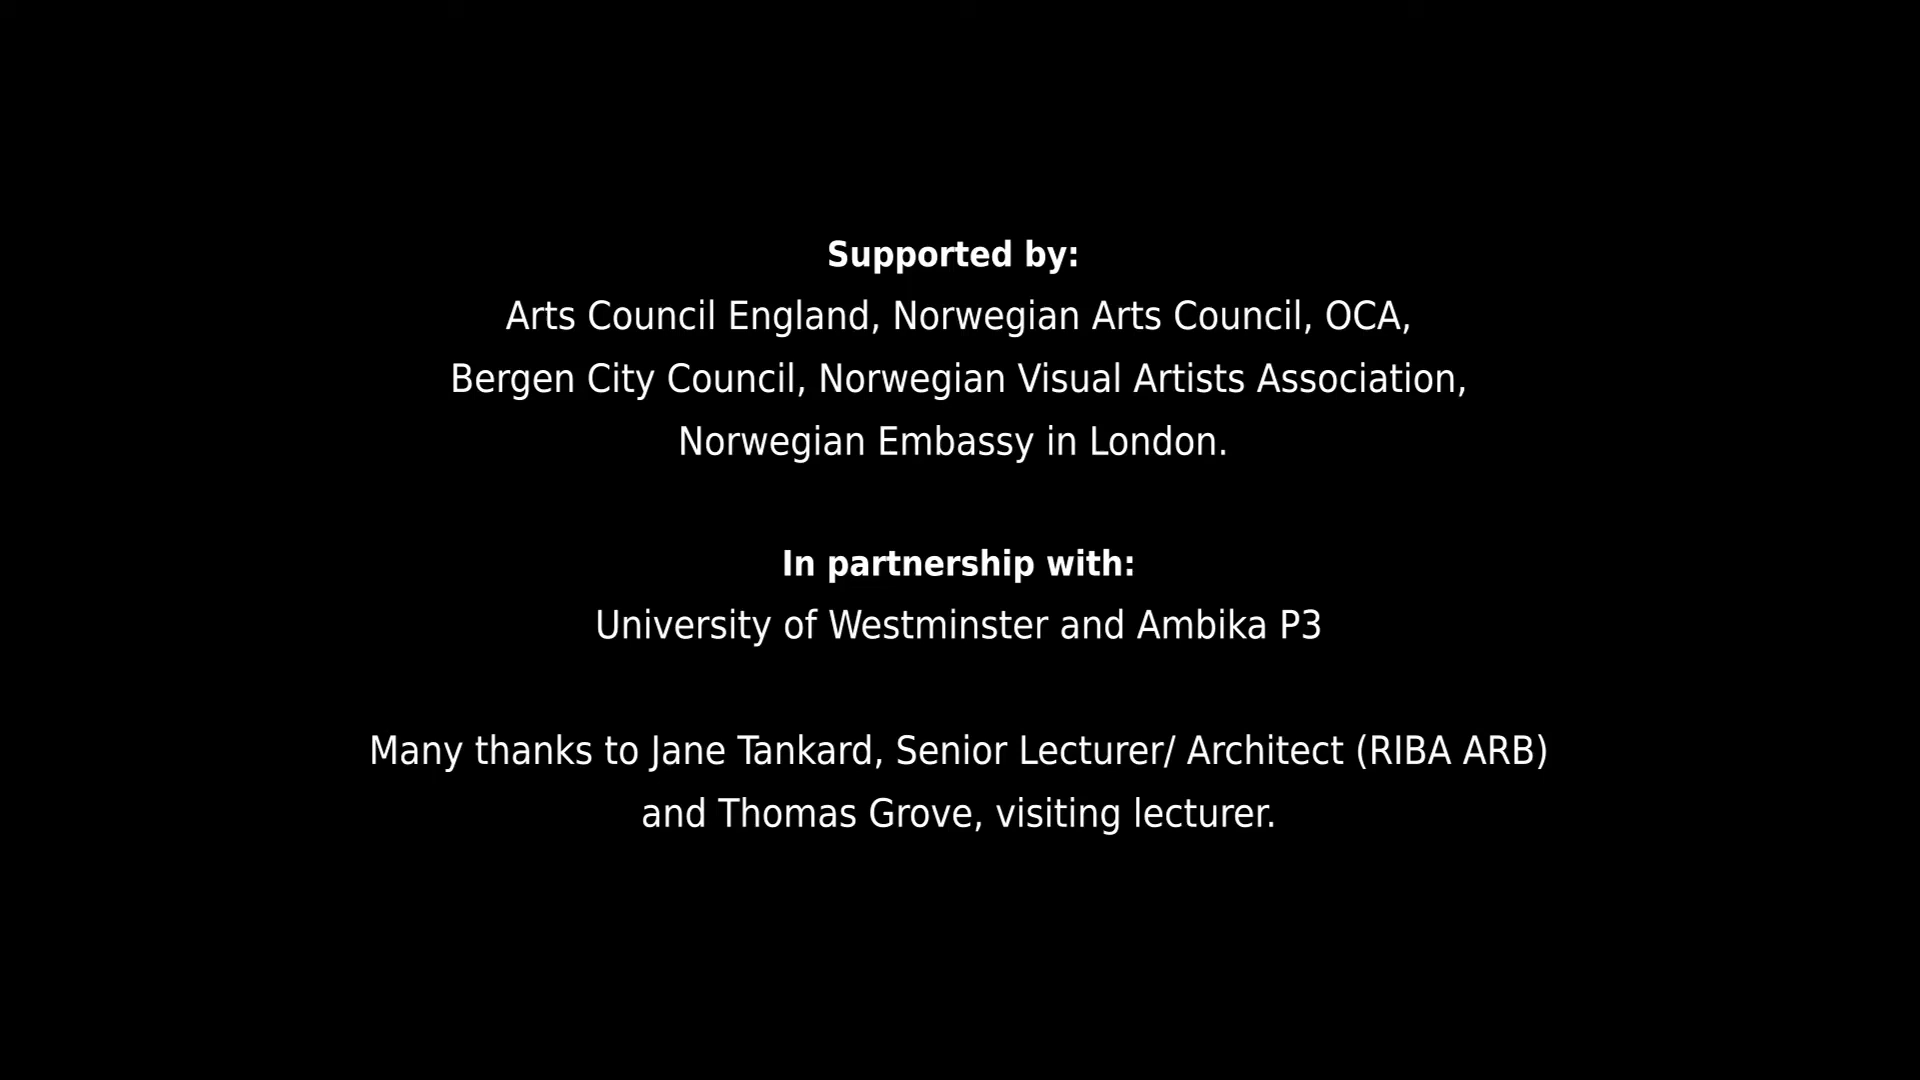 Supported by:
Arts Council England, Norwegian Arts Council, OCA,
Bergen City Council, Norwegian Visual Artists Association,
Norwegian Embassy in London.
In partnership with:
University of Westminster and Ambika P3
Many thanks to Jane Tankard, Senior Lecturer/ Architect (RIBA ARB)
and Thomas Grove, visiting lecturer.